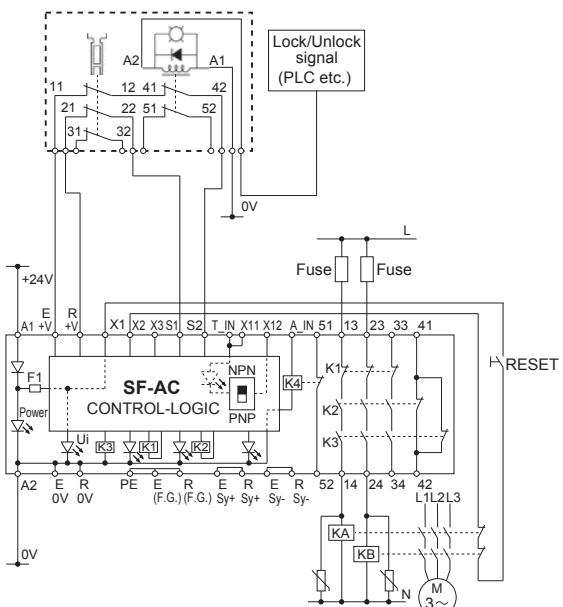 A2 A1
Lock/Unlock
signal
(PLC etc.)
11 12 41 42
21 22 51 52
31 32
0V
L
Fuse Fuse
+24V
A1 E +V R +V X1 X2 X3 S1 S2 T_IN X11 X12 A_IN 51 13 23 33 41
RESET
F1
SF-AC
CONTROL-LOGIC
NPN
PNP
K4
K1
K2
K3
Power
Ui
K3 K1 K2
A2 E 0V R 0V PE E (F.G.) R (F.G.) E Sy+ R Sy+ E Sy- R Sy- 52 14 24 34 42
L1 L2 L3
0V
KA
KB
N
M
3~